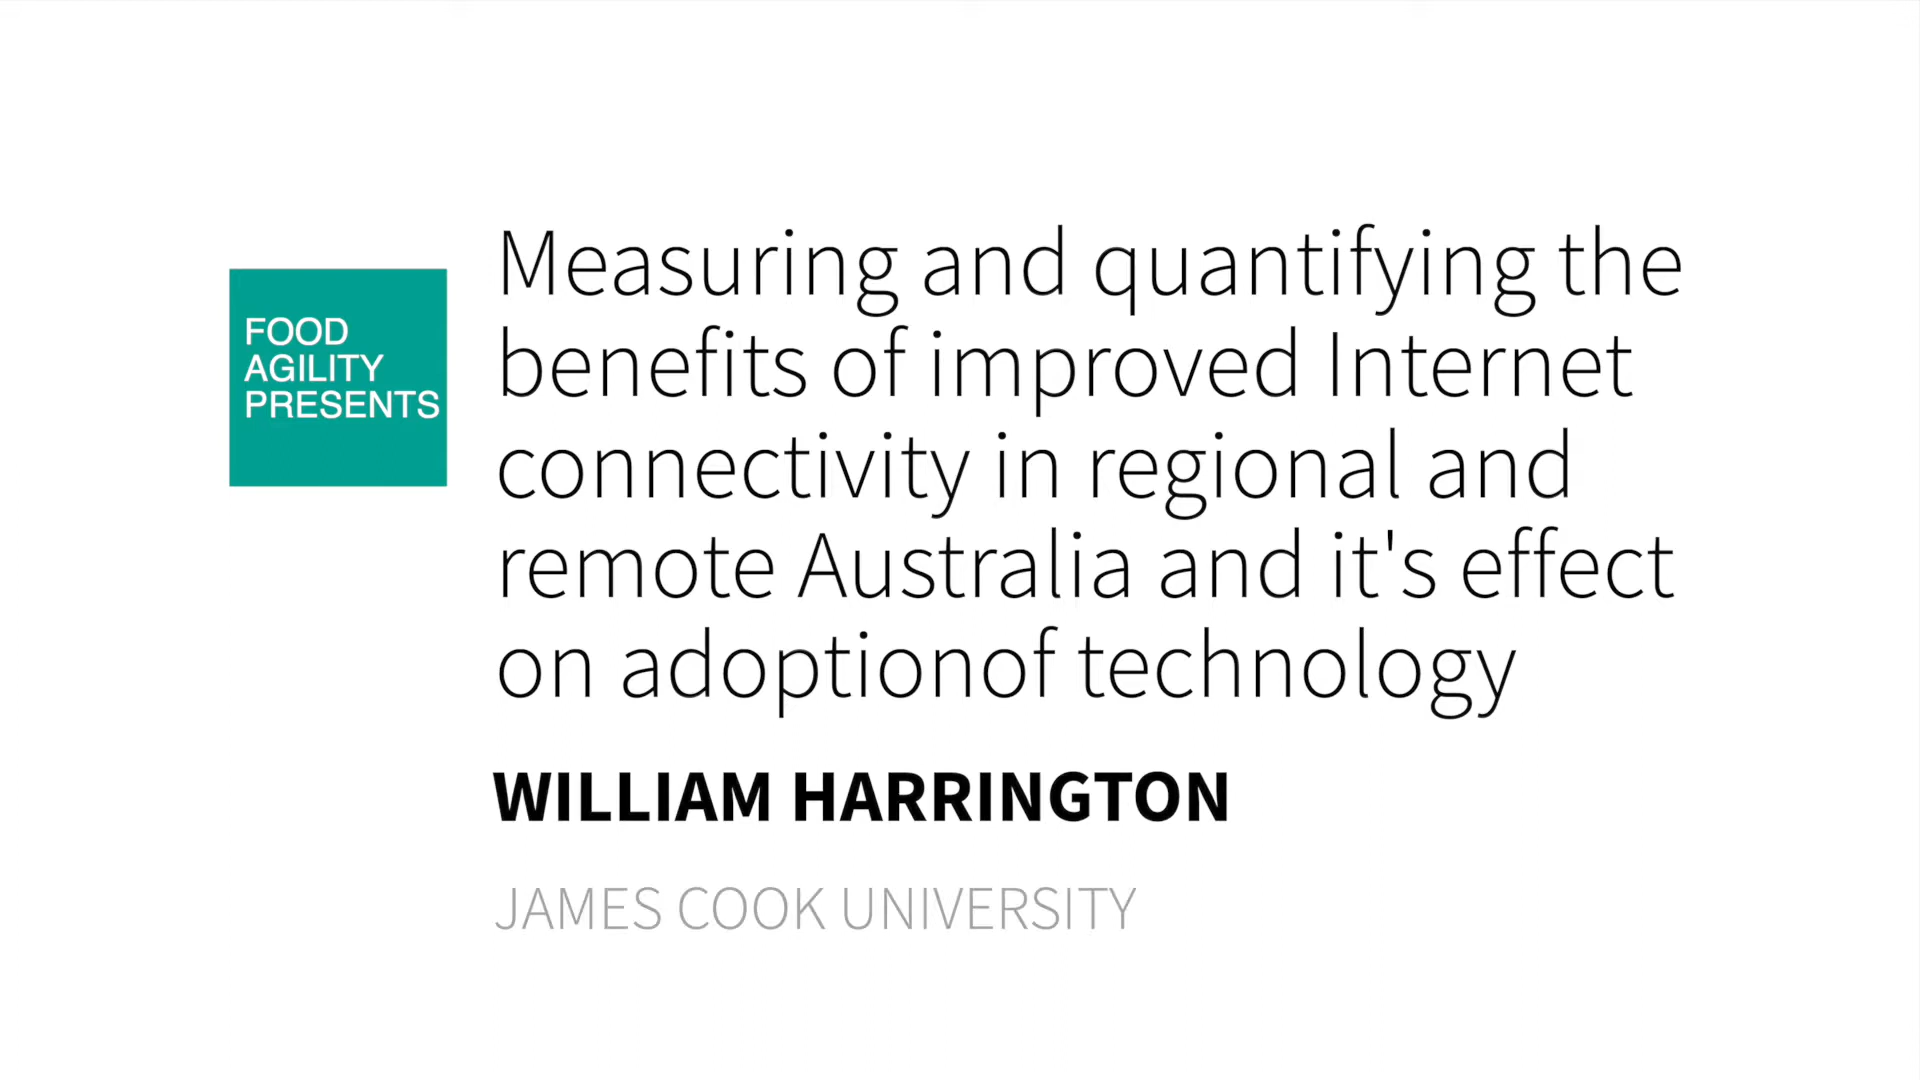 FOOD
AGILITY
PRESENTS
Measuring and quantifying the
benefits of improved Internet
connectivity in regional and
remote Australia and it's effect
on adoptionof technology
WILLIAM HARRINGTON
JAMES COOK UNIVERSITY